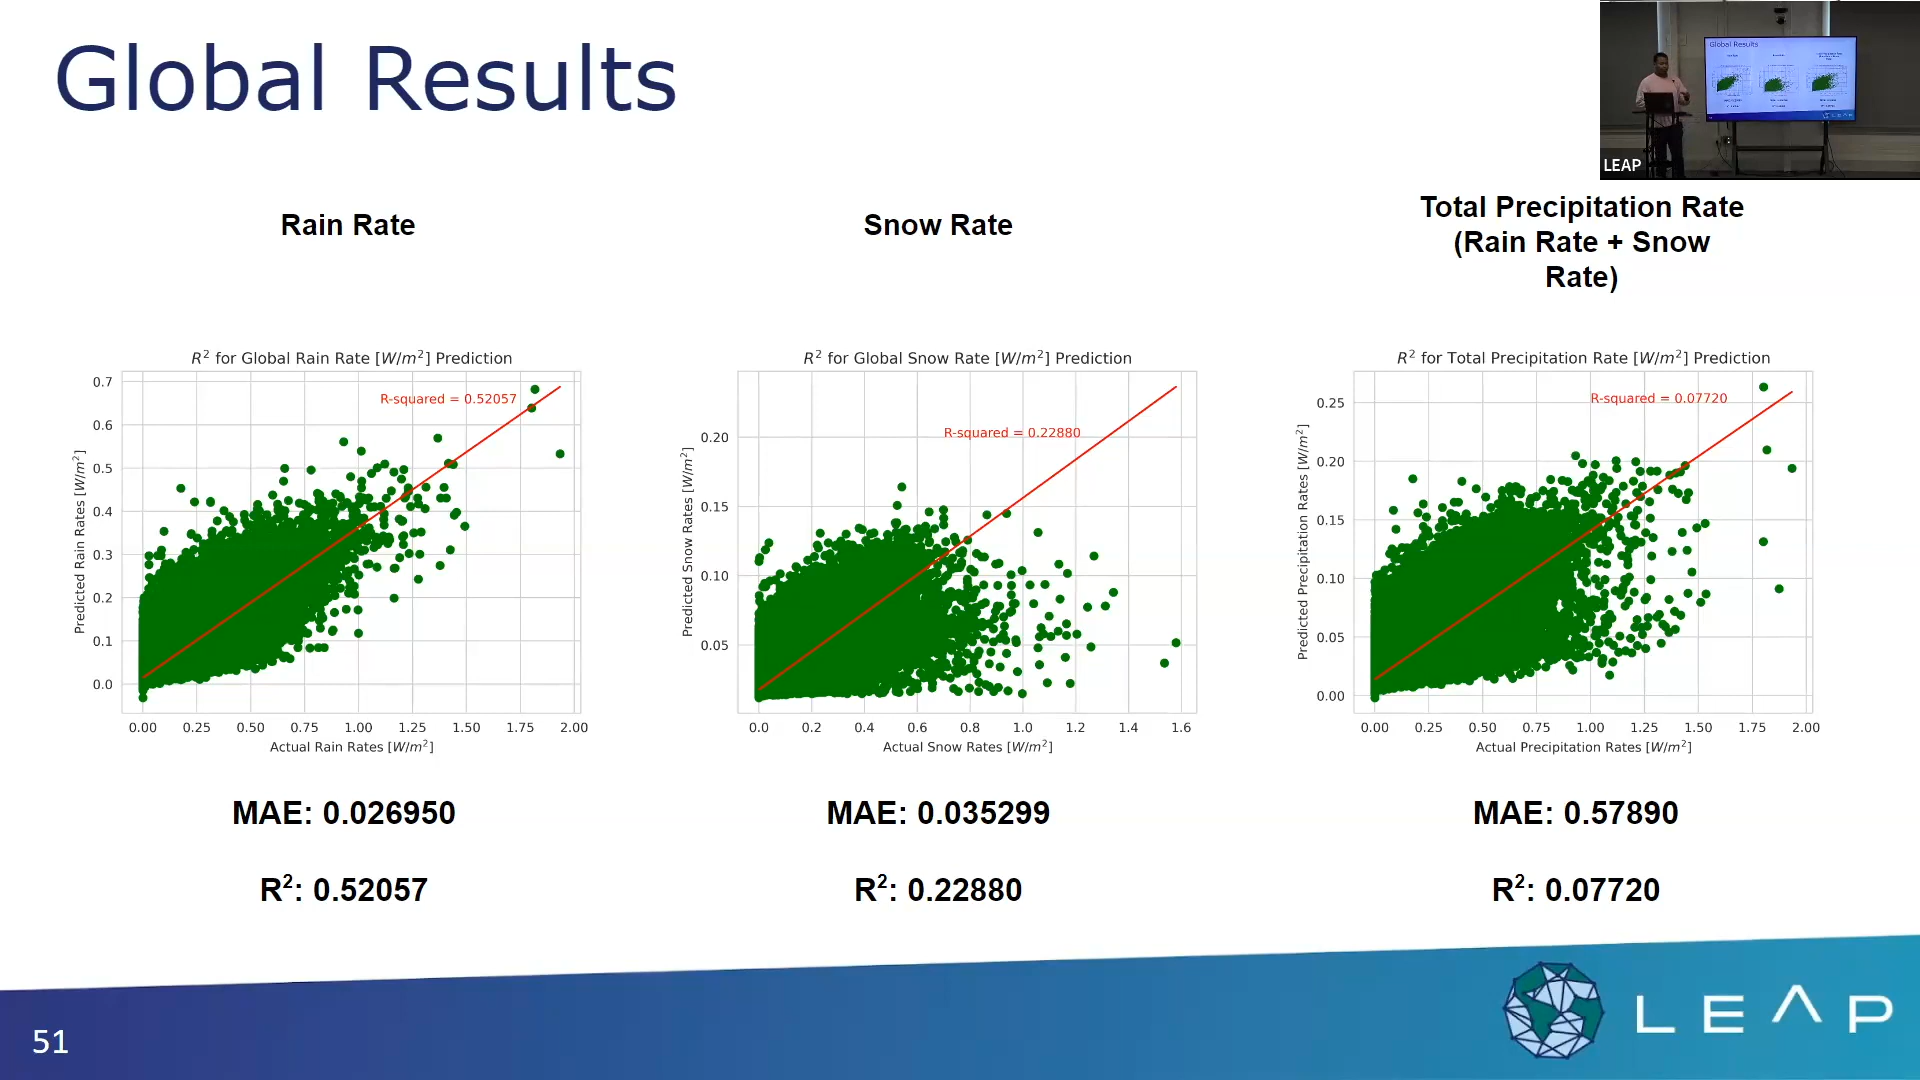 Global Results
Global Results
LEAP
Rain Rate
Snow Rate
Total Precipitation Rate
(Rain Rate + Snow
Rate)
R² for Global Rain Rate [W/m²] Prediction
R-squared = 0.52057
0.7
0.6
0.5
0.4
0.3
0.2
0.1
0.0
Predicted Rain Rates [W/m²]
0.00 0.25 0.50 0.75 1.00 1.25 1.50 1.75 2.00
Actual Rain Rates [W/m²]
R² for Global Snow Rate [W/m²] Prediction
R-squared = 0.22880
0.20
0.15
0.10
0.05
Predicted Snow Rates [W/m²]
0.0 0.2 0.4 0.6 0.8 1.0 1.2 1.4 1.6
Actual Snow Rates [W/m²]
R² for Total Precipitation Rate [W/m²] Prediction
R-squared = 0.07720
0.25
0.20
0.15
0.10
0.05
0.00
Predicted Precipitation Rates [W/m²]
0.00 0.25 0.50 0.75 1.00 1.25 1.50 1.75 2.00
Actual Precipitation Rates [W/m²]
MAE: 0.026950
MAE: 0.035299
MAE: 0.57890
R²: 0.52057
R²: 0.22880
R²: 0.07720
51
LEAP